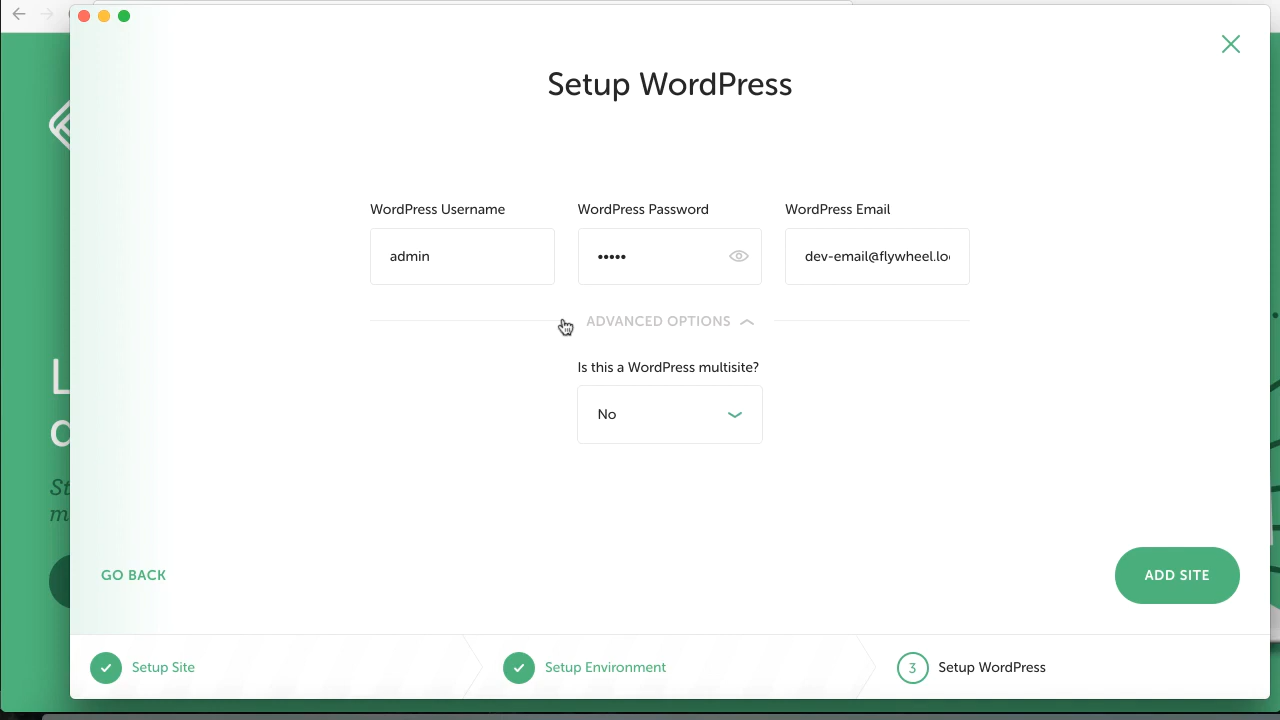 Setup WordPress
WordPress Username
WordPress Password
WordPress Email
admin
•••••
dev-email@flywheel.lo
ADVANCED OPTIONS
Is this a WordPress multisite?
No
GO BACK
ADD SITE
Setup Site
Setup Environment
3
Setup WordPress